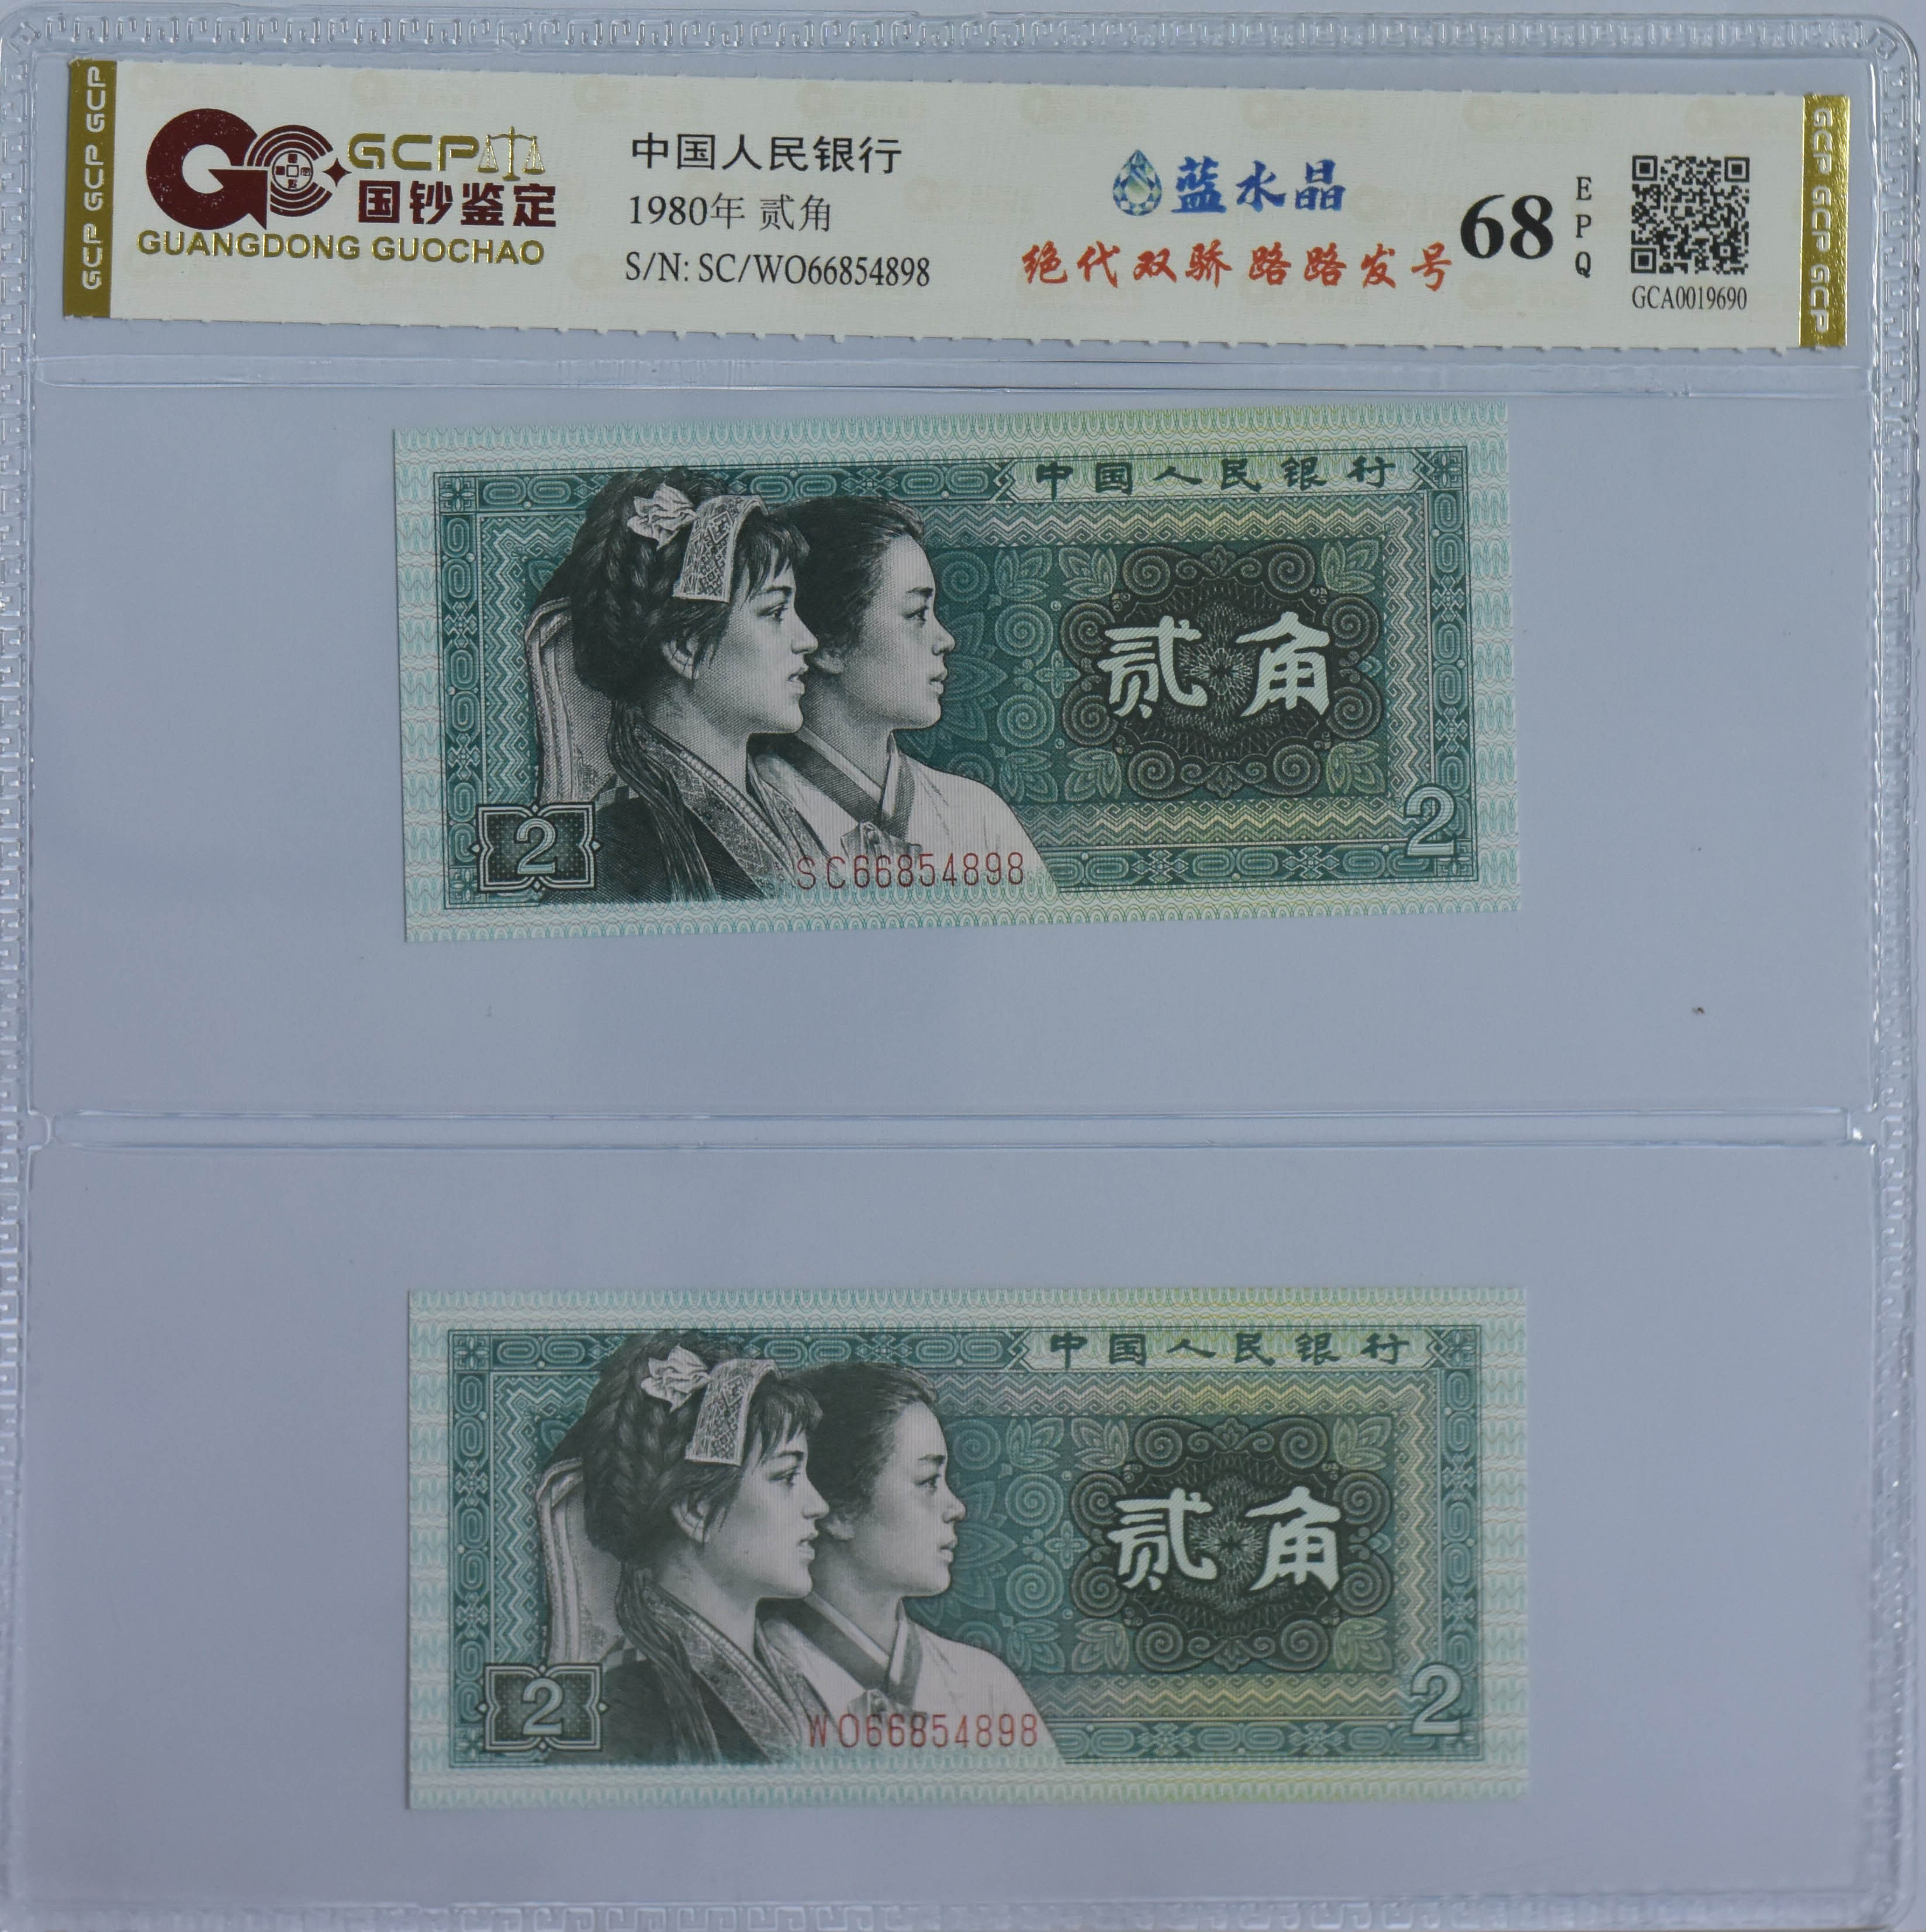 GCP GCP GCP
GCP
国钞鉴定
GUANGDONG GUOCHAO
中国人民银行
1980年 贰角
S/N: SC/WO66854898
蓝水晶
绝代双骄 路路发号
68
EPQ
GCA0019690
GCP GCP GCP
中国人民银行
贰角
2
2
SC66854898
中国人民银行
贰角
2
2
WO66854898